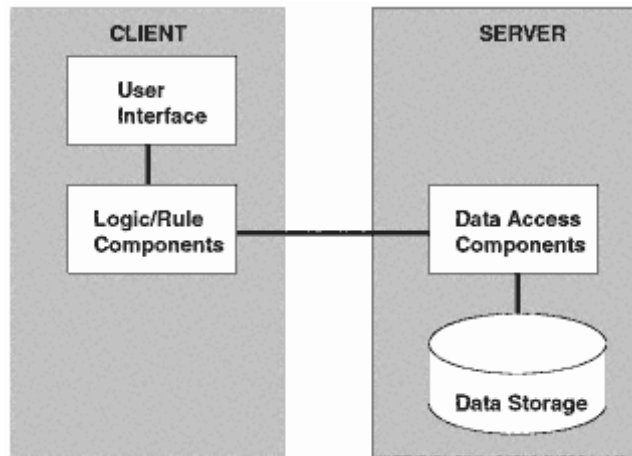 CLIENT
User
Interface
Logic/Rule
Components
SERVER
Data Access
Components
Data Storage